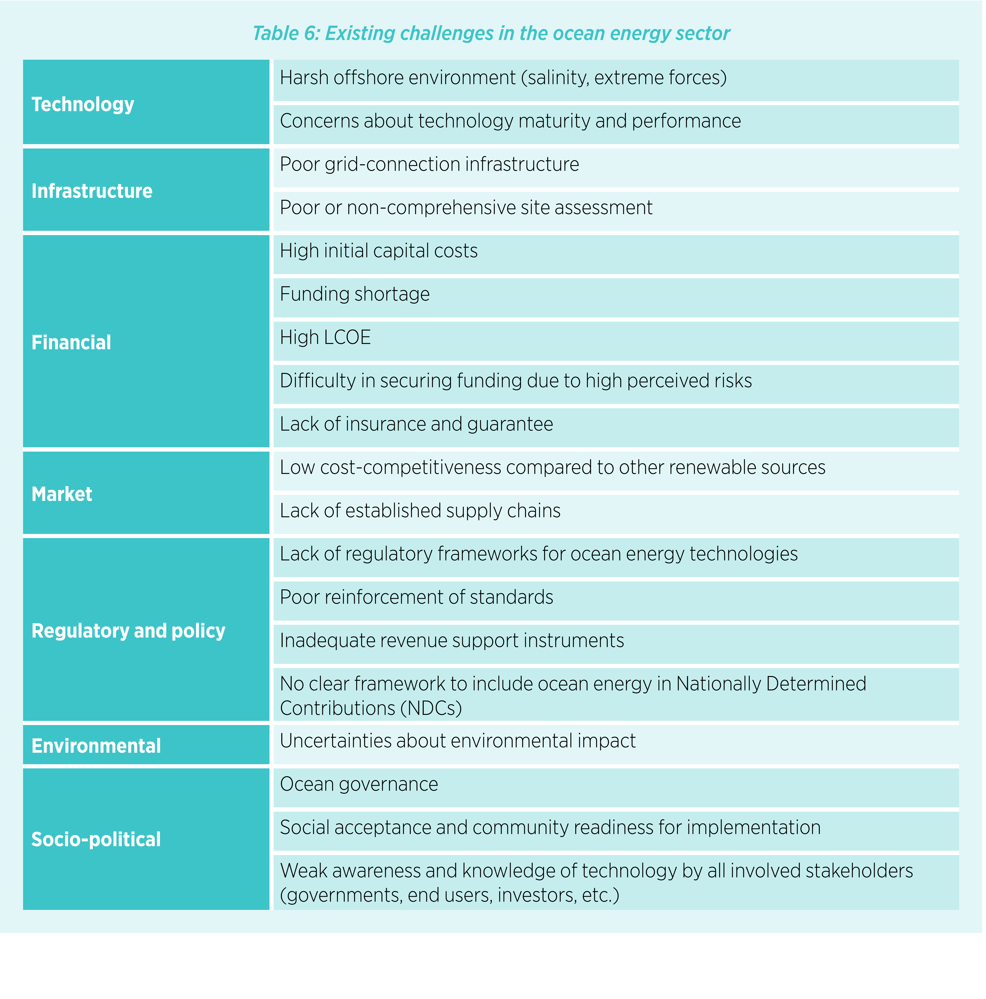 Table 6: Existing challenges in the ocean energy sector
Technology
Harsh offshore environment (salinity, extreme forces)
Concerns about technology maturity and performance
Infrastructure
Poor grid-connection infrastructure
Poor or non-comprehensive site assessment
Financial
High initial capital costs
Funding shortage
High LCOE
Difficulty in securing funding due to high perceived risks
Lack of insurance and guarantee
Market
Low cost-competitiveness compared to other renewable sources
Lack of established supply chains
Regulatory and policy
Lack of regulatory frameworks for ocean energy technologies
Poor reinforcement of standards
Inadequate revenue support instruments
No clear framework to include ocean energy in Nationally Determined
Contributions (NDCs)
Environmental
Uncertainties about environmental impact
Socio-political
Ocean governance
Social acceptance and community readiness for implementation
Weak awareness and knowledge of technology by all involved stakeholders
(governments, end users, investors, etc.)